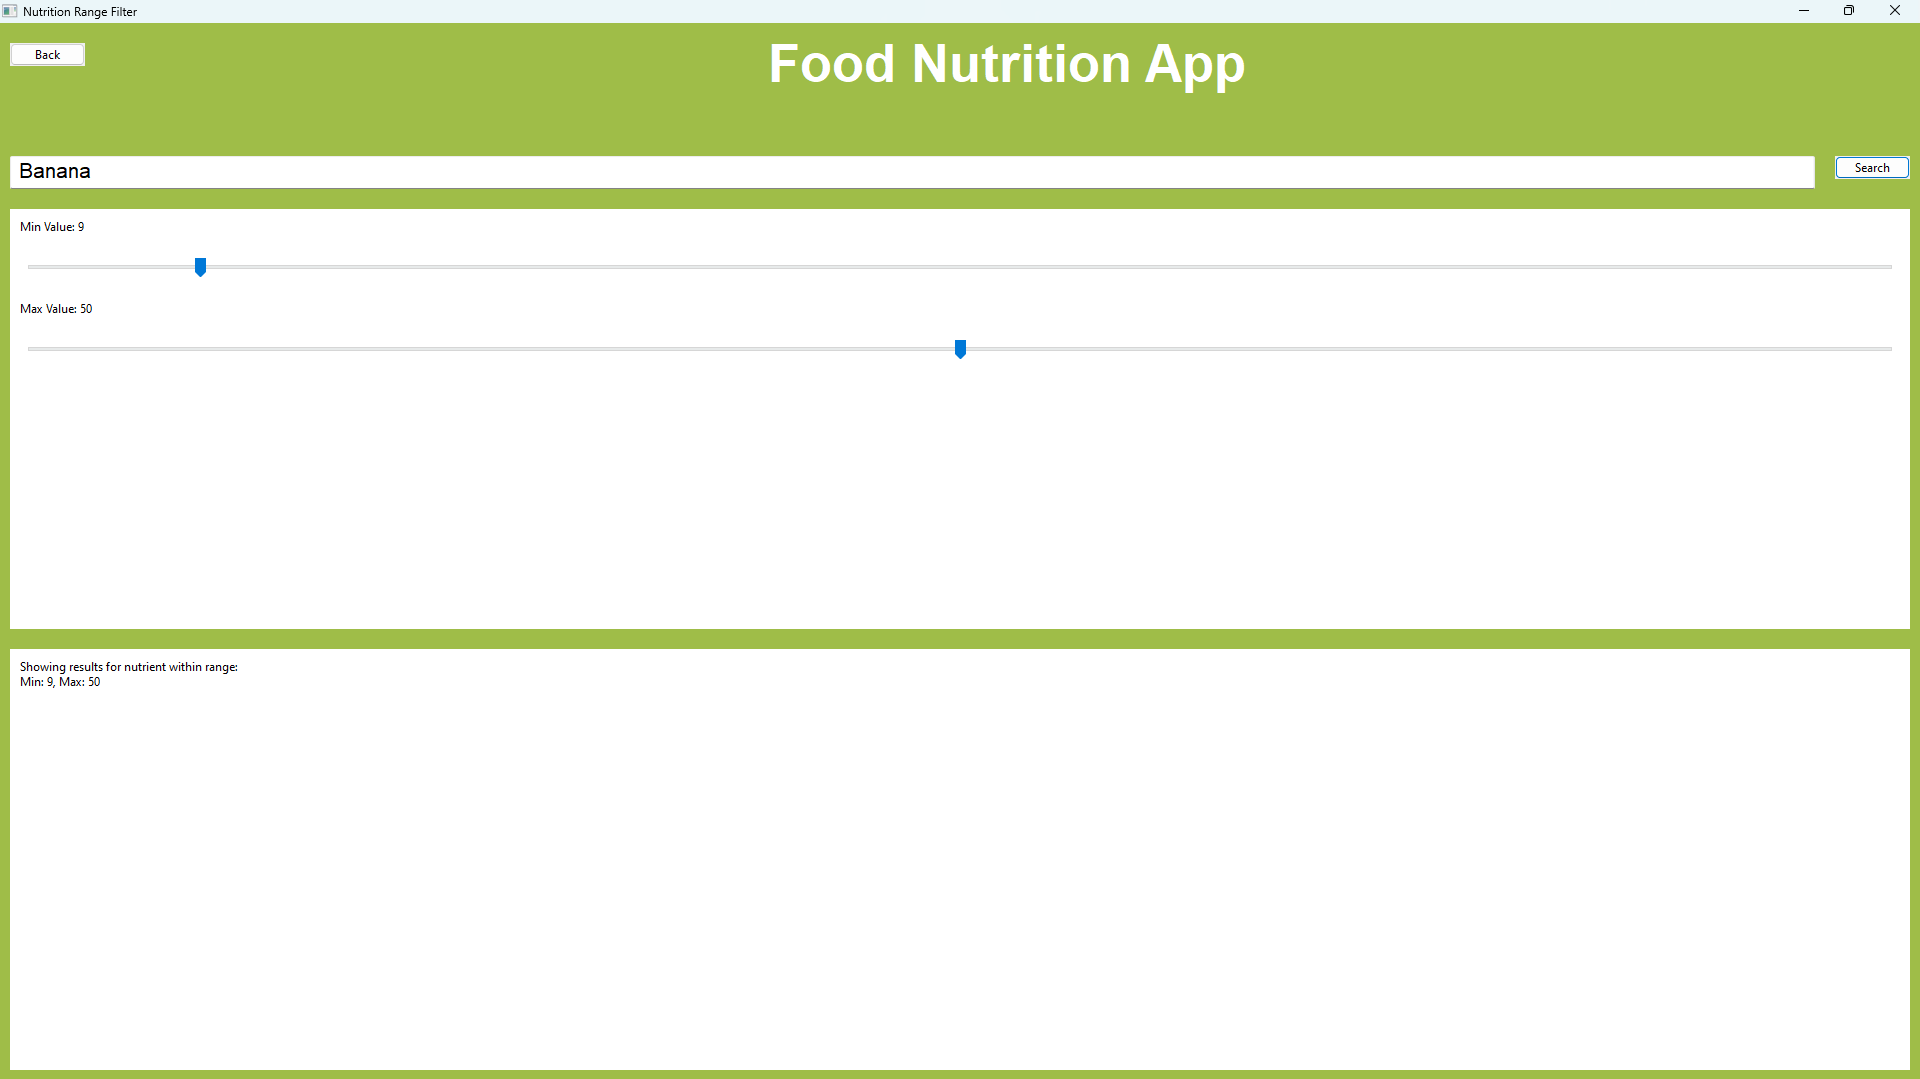 Nutrition Range Filter
Back
Food Nutrition App
Banana
Search
Min Value: 9
Max Value: 50
Showing results for nutrient within range:
Min: 9, Max: 50